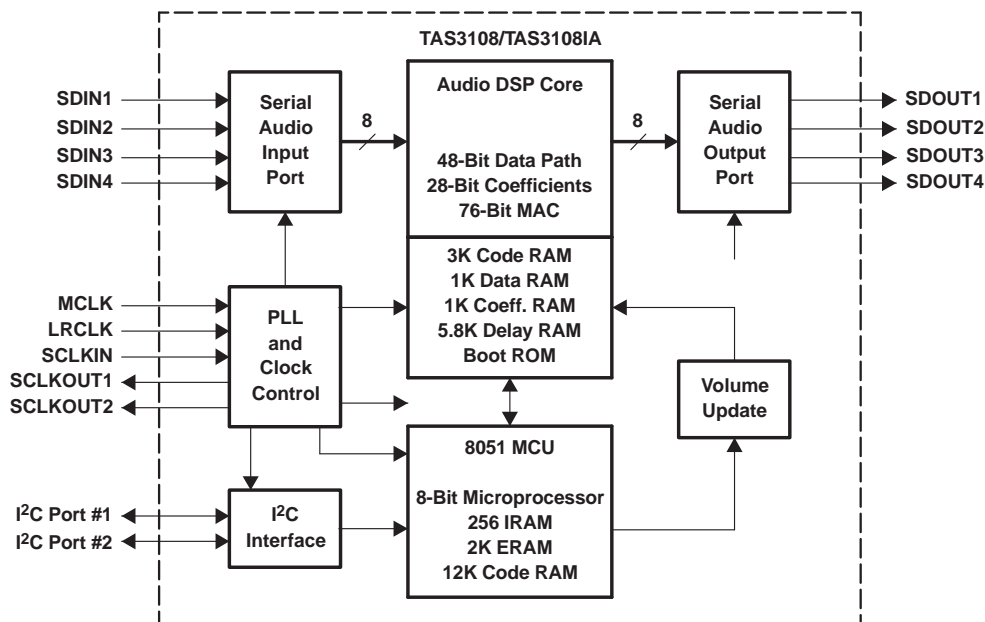 TAS3108/TAS3108IA
SDIN1
SDIN2
SDIN3
SDIN4
Serial
Audio
Input
Port
8
Audio DSP Core
48-Bit Data Path
28-Bit Coefficients
76-Bit MAC
8
Serial
Audio
Output
Port
SDOUT1
SDOUT2
SDOUT3
SDOUT4
3K Code RAM
1K Data RAM
1K Coeff. RAM
5.8K Delay RAM
Boot ROM
MCLK
LRCLK
SCLKIN
SCLKOUT1
SCLKOUT2
PLL
and
Clock
Control
Volume
Update
8051 MCU
8-Bit Microprocessor
256 IRAM
2K ERAM
12K Code RAM
I²C Port #1
I²C Port #2
I²C
Interface